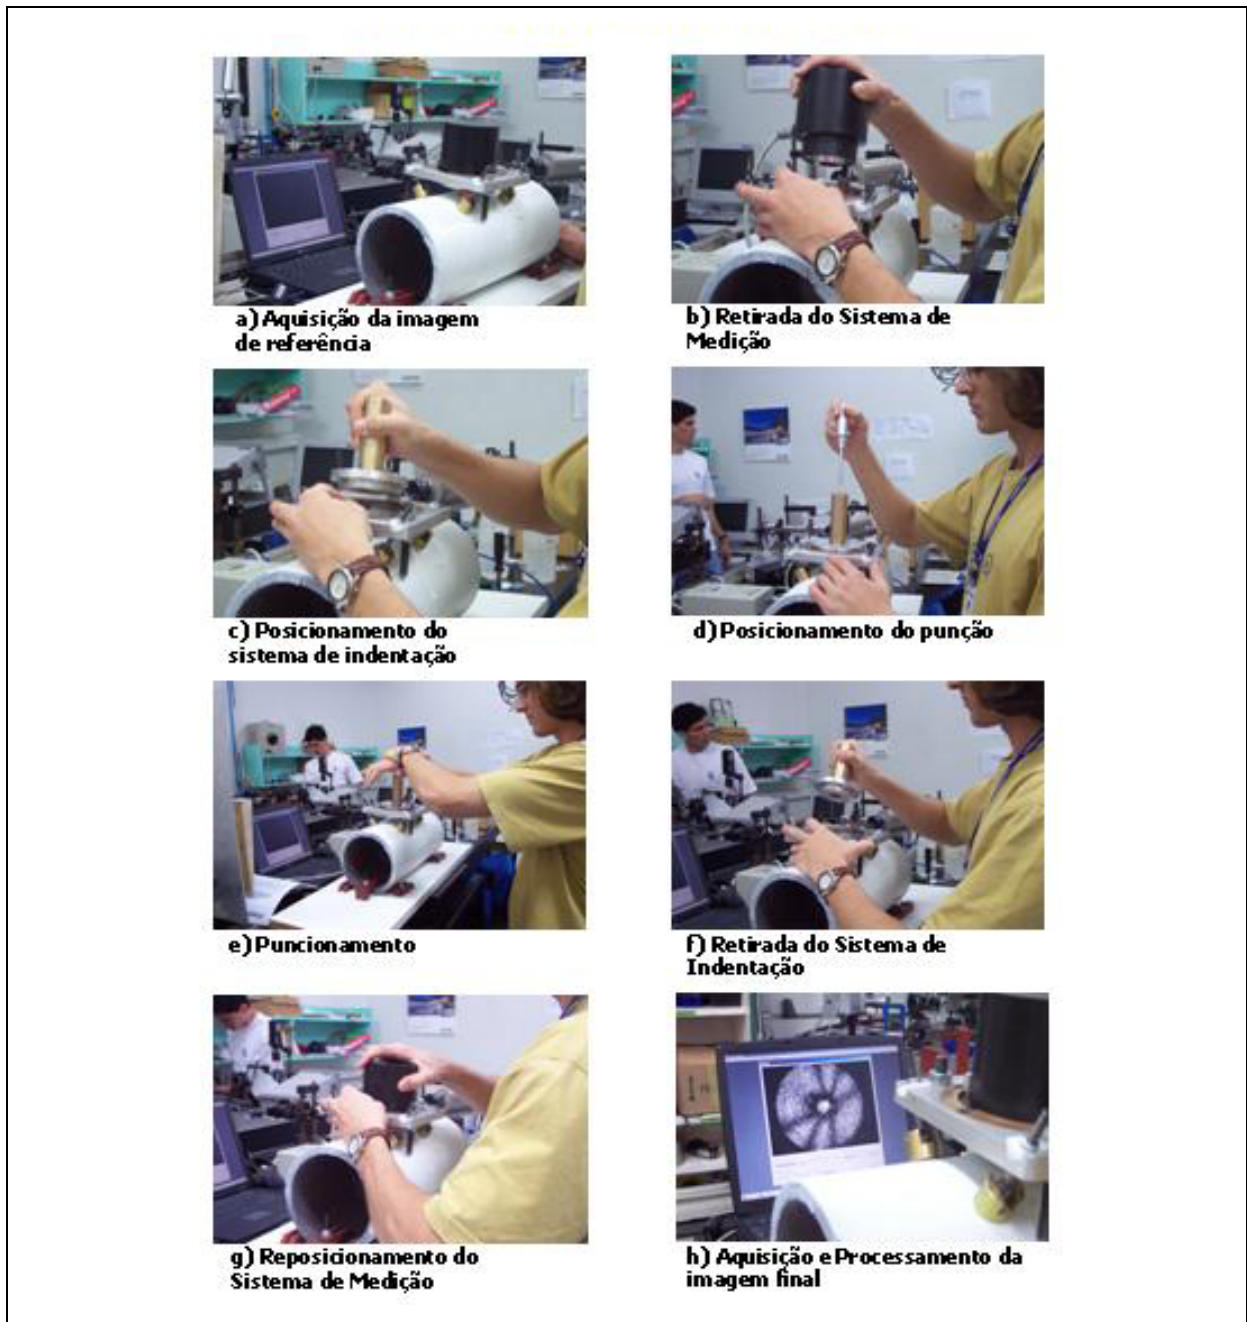 a) Aquisição da imagem
de referência
b) Retirada do Sistema de
Medição
c) Posicionamento do
sistema de indentação
d) Posicionamento do punção
e) Puncionamento
f) Retirada do Sistema de
Indentação
g) Reposicionamento do
Sistema de Medição
h) Aquisição e Processamento da
imagem final